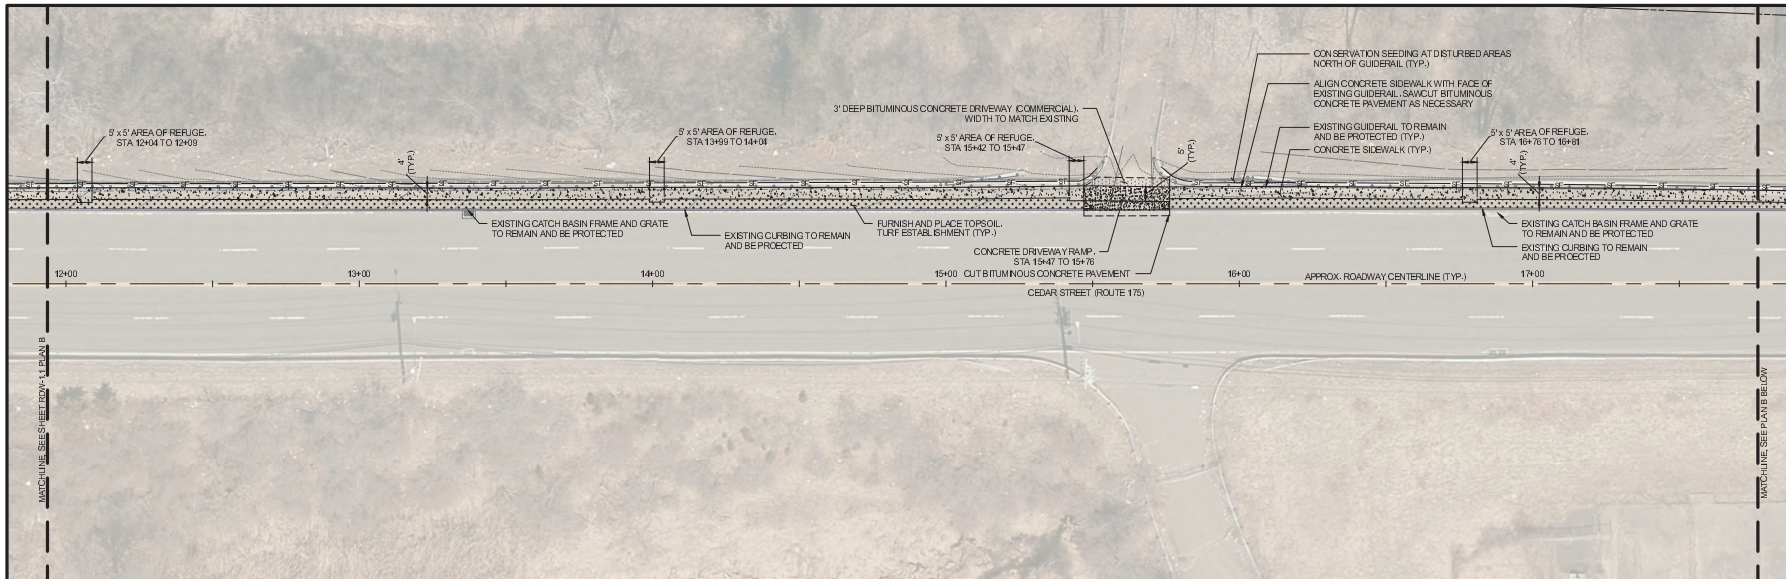 CONSERVATION SEEDING AT DISTURBED AREAS
NORTH OF GUIDERAIL (TYP.)
ALIGN CONCRETE SIDEWALK WITH FACE OF
EXISTING GUIDERAIL. SAWCUT BITUMINOUS
CONCRETE PAVEMENT AS NECESSARY
3' DEEP BITUMINOUS CONCRETE DRIVEWAY (COMMERCIAL).
WIDTH TO MATCH EXISTING
5' x 5' AREA OF REFUGE.
STA 12+04 TO 12+09
5' x 5' AREA OF REFUGE.
STA 13+99 TO 14+04
5' x 5' AREA OF REFUGE.
STA 15+42 TO 15+47
EXISTING GUIDERAIL TO REMAIN
AND BE PROTECTED (TYP.)
5' x 5' AREA OF REFUGE.
STA 16+76 TO 16+81
CONCRETE SIDEWALK (TYP.)
4'
(TYP.)
5'
(TYP.)
4'
(TYP.)
EXISTING CATCH BASIN FRAME AND GRATE
TO REMAIN AND BE PROTECTED
EXISTING CURBING TO REMAIN
AND BE PROECTED
FURNISH AND PLACE TOPSOIL.
TURF ESTABLISHMENT (TYP.)
EXISTING CATCH BASIN FRAME AND GRATE
TO REMAIN AND BE PROTECTED
EXISTING CURBING TO REMAIN
AND BE PROECTED
CONCRETE DRIVEWAY RAMP.
STA 15+47 TO 15+76
CUT BITUMINOUS CONCRETE PAVEMENT
12+00
13+00
14+00
15+00
16+00
APPROX. ROADWAY CENTERLINE (TYP.)
17+00
CEDAR STREET (ROUTE 175)
MATCHLINE, SEE SHEET RDW-1.1 PLAN B
MATCHLINE, SEE PLAN B BELOW